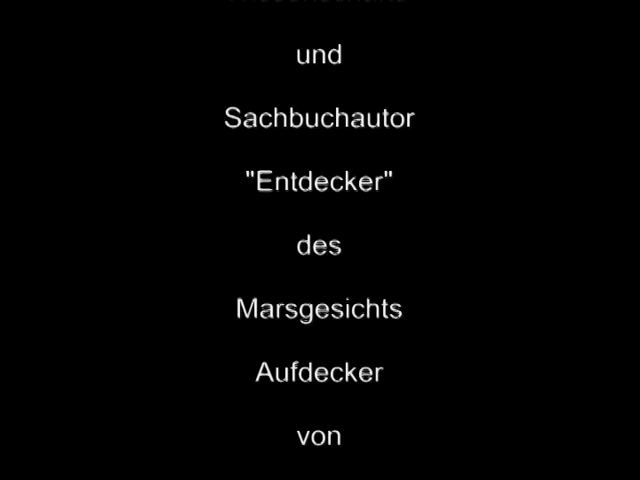 und
Sachbuchautor
"Entdecker"
des
Marsgesichts
Aufdecker
von